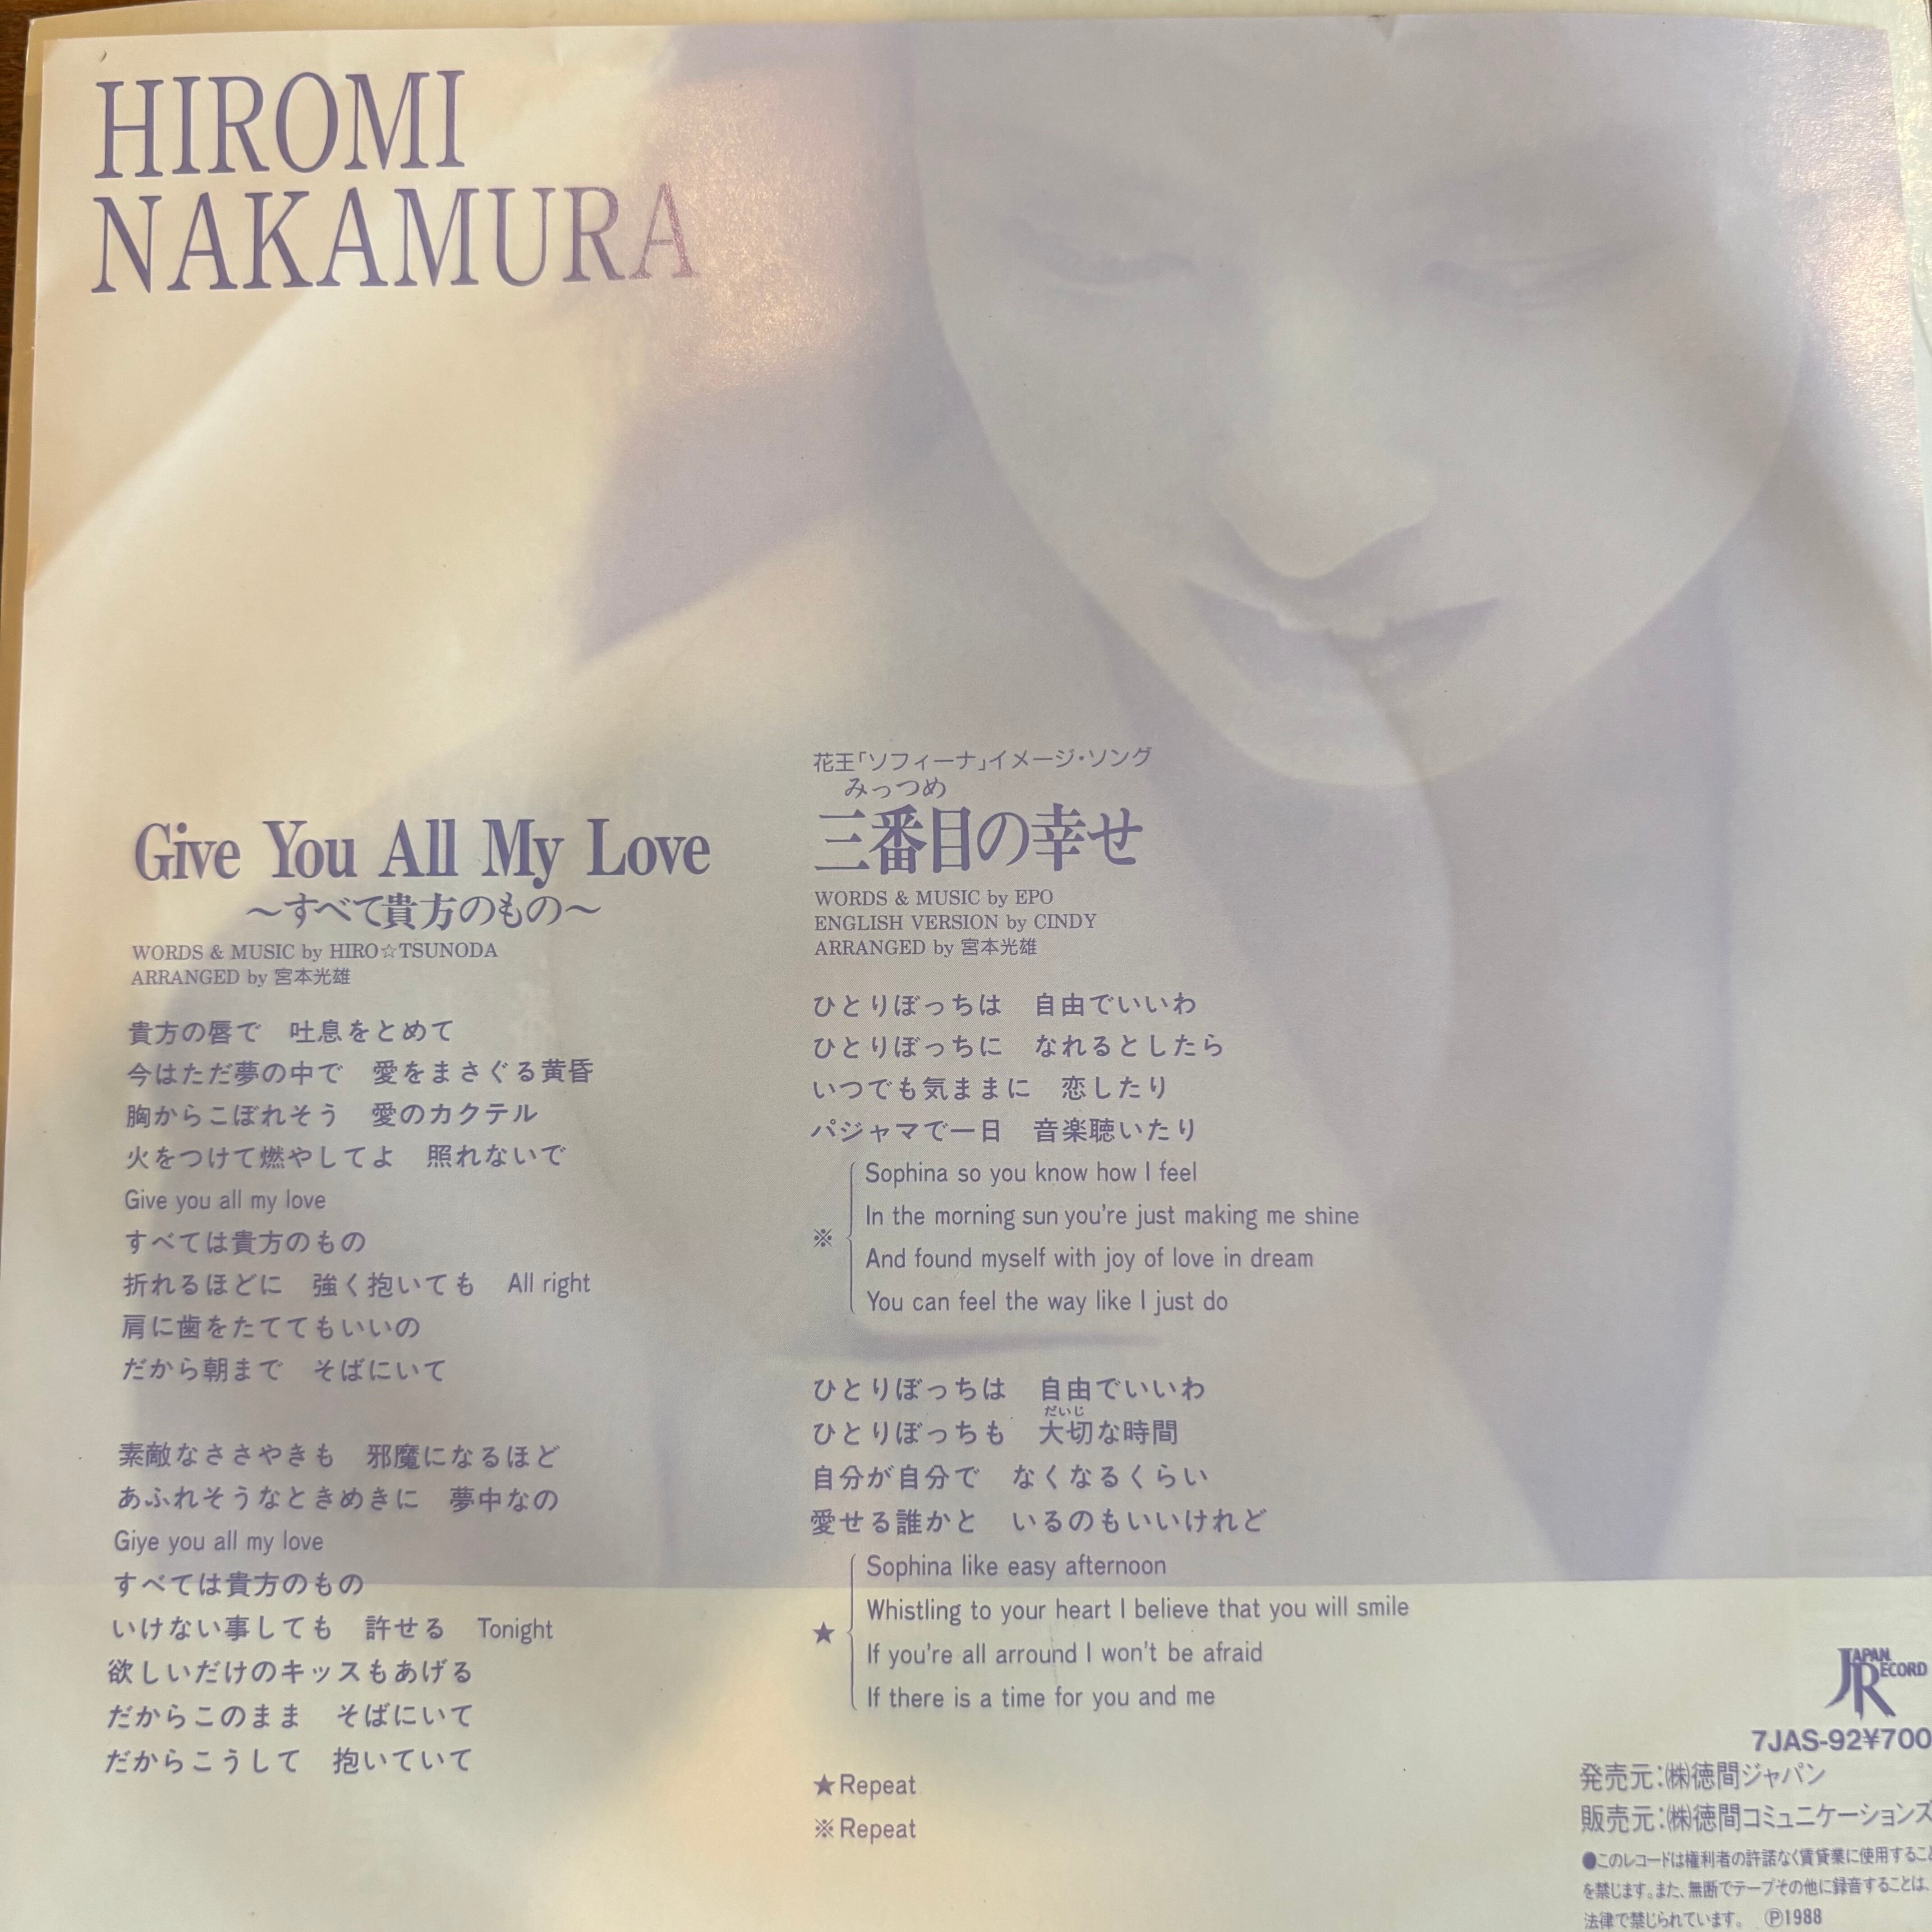 HIROMI
NAKAMURA
Give You All My Love
〜すべて貴方のもの〜
WORDS & MUSIC by HIRO☆TSUNODA
ARRANGED by 宮本光雄
貴方の唇で　吐息をとめて
今はただ夢の中で　愛をまさぐる黄昏
胸からこぼれそう　愛のカクテル
火をつけて燃やしてよ　照れないで
Give you all my love
すべては貴方のもの
折れるほどに　強く抱いても　All right
肩に歯をたててもいいの
だから朝まで　そばにいて
素敵なささやきも　邪魔になるほど
あふれそうなときめきに　夢中なの
Giye you all my love
すべては貴方のもの
いけない事しても　許せる　Tonight
欲しいだけのキッスもあげる
だからこのまま　そばにいて
だからこうして　抱いていて
花王「ソフィーナ」イメージ・ソング
みっつめ
三番目の幸せ
WORDS & MUSIC by EPO
ENGLISH VERSION by CINDY
ARRANGED by 宮本光雄
ひとりぼっちは　自由でいいわ
ひとりぼっちに　なれるとしたら
いつでも気ままに　恋したり
パジャマで一日　音楽聴いたり
Sophina so you know how I feel
In the morning sun you're just making me shine
※
And found myself with joy of love in dream
You can feel the way like I just do
ひとりぼっちは　自由でいいわ
だいじ
ひとりぼっちも　大切な時間
自分が自分で　なくなるくらい
愛せる誰かと　いるのもいいけれど
Sophina like easy afternoon
Whistling to your heart I believe that you will smile
★
If you're all arround I won't be afraid
If there is a time for you and me
★Repeat
※Repeat
JAPAN
RECORD
7JAS-92¥700
発売元：㈱徳間ジャパン
販売元：㈱徳間コミュニケーションズ
●このレコードは権利者の許諾なく賃貸業に使用すること
を禁じます。また、無断でテープその他に録音することは、
法律で禁じられています。　Ⓟ1988